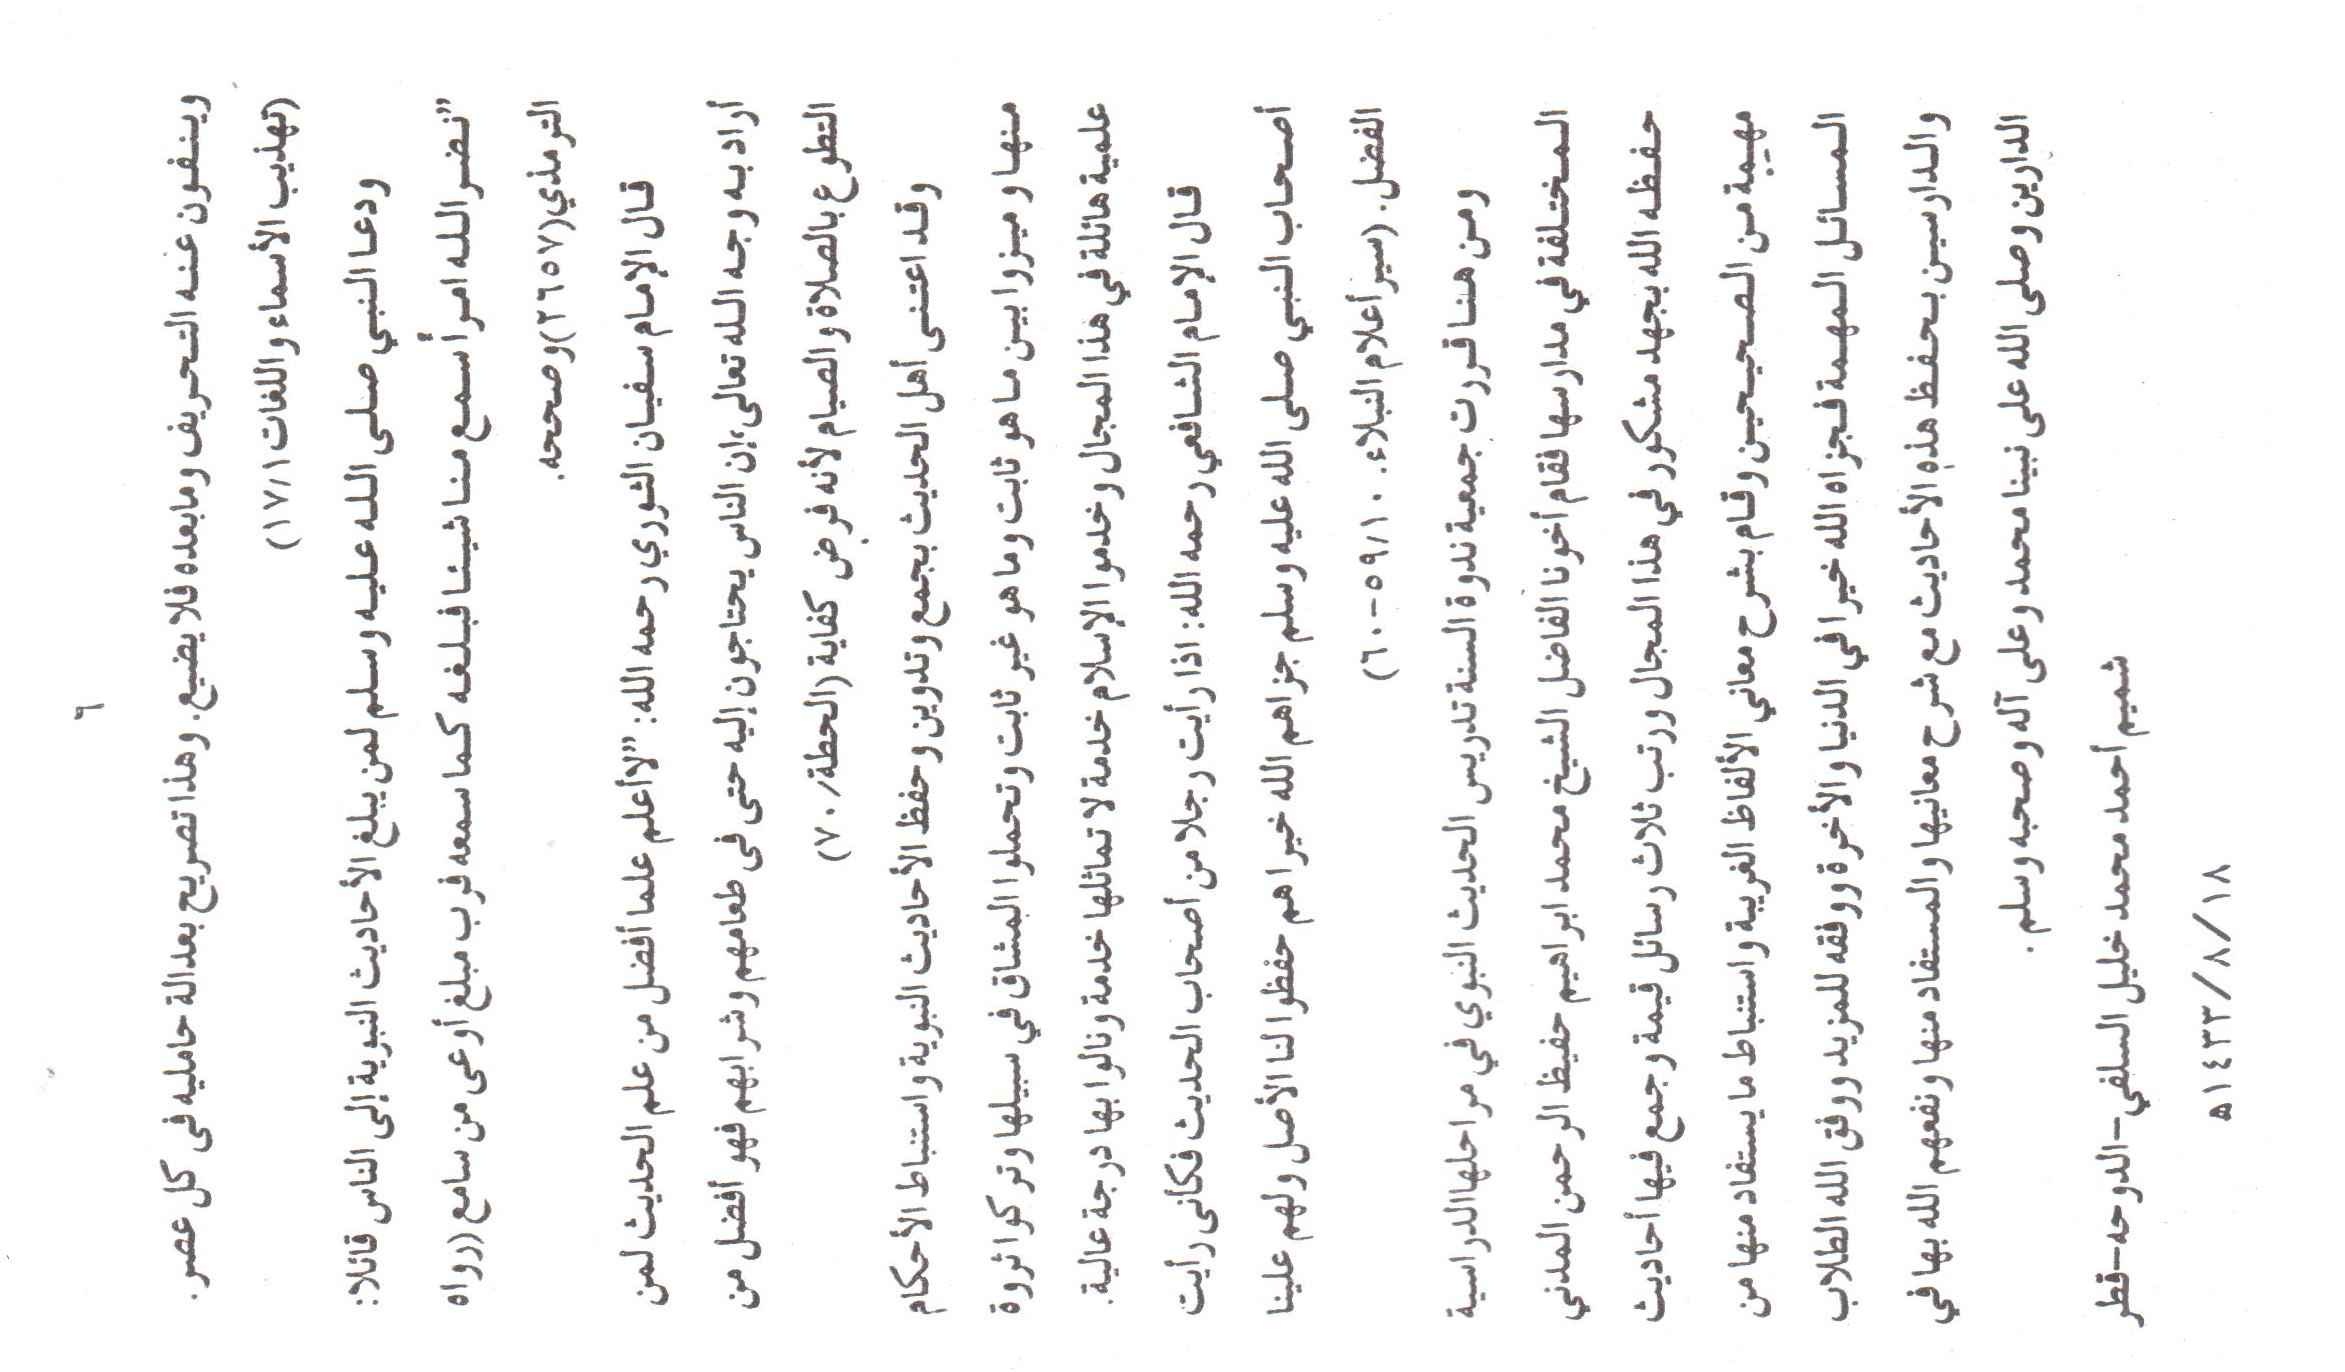 ٦
وينفون عنه التحريف ومابعده فلا يضيع. وهذا تصريح بعدالة حامليه فى كل عصر.
(تهذيب الأسماء واللغات١/١٧)
ودعا النبي صلى الله عليه وسلم لمن يبلغ الأحاديث النبوية إلى الناس قائلا:
”نضر الله امرأ سمع منا شيئا فبلغه كما سمعه فرب مبلغ أوعى من سامع (رواه
الترمذي(٢٦٥٧)وصححه.
قال الإمام سفيان الثوري رحمه الله: ”لاأعلم علما أفضل من علم الحديث لمن
أراد به وجه الله تعالى،إن الناس يحتاجون إليه حتى فى طعامهم وشرابهم فهو أفضل من
التطوع بالصلاة والصيام لأنه فرض كفاية (الحطة/٧٠)
وقد اعتنى أهل الحديث بجمع وتدوين وحفظ الأحاديث النبوية واستنباط الأحكام
منها و ميزوا بين ما هو ثابت وما هو غير ثابت وتحملوا المشاق في سبيلها وتركوا ثروة
علمية هائلة في هذا المجال وخدموا الإسلام خدمة لا تماثلها خدمة ونالوا بها درجة عالية.
قال الإمام الشافعي رحمه الله: اذا رأيت رجلا من أصحاب الحديث فكأنى رأيت
أصحاب النبي صلى الله عليه وسلم جزاهم الله خيرا هم حفظوا لنا الأصل ولهم علينا
الفضل. (سير أعلام النبلاء. ١٠/٥٩-٦٠)
ومن هنا قررت جمعية ندوة السنة تدريس الحديث النبوي في مراحلهاالدراسية
المختلفة في مدارسها فقام أخونا الفاضل الشيخ محمد ابراهيم حفيظ الرحمن المدني
حفظه الله بجهد مشكور في هذا المجال ورتب ثلاث رسائل قيمة وجمع فيها أحاديث
مهمة من الصحيحين وقام بشرح معاني الألفاظ الغريبة واستنباط ما يستفاد منها من
المسائل المهمة فجزاه الله خيرا في الدنيا والأخرة ووفقه للمزيد ووفق الله الطلاب
والدارسين بحفظ هذه الأحاديث مع شرح معانيها والمستفاد منها ونفعهم الله بها في
الدارين وصلى الله على نبينا محمد وعلى آله وصحبه وسلم .
شميم أحمد محمد خليل السلفي-الدوحه-قطر
١٨/٨/١٤٣٣ه